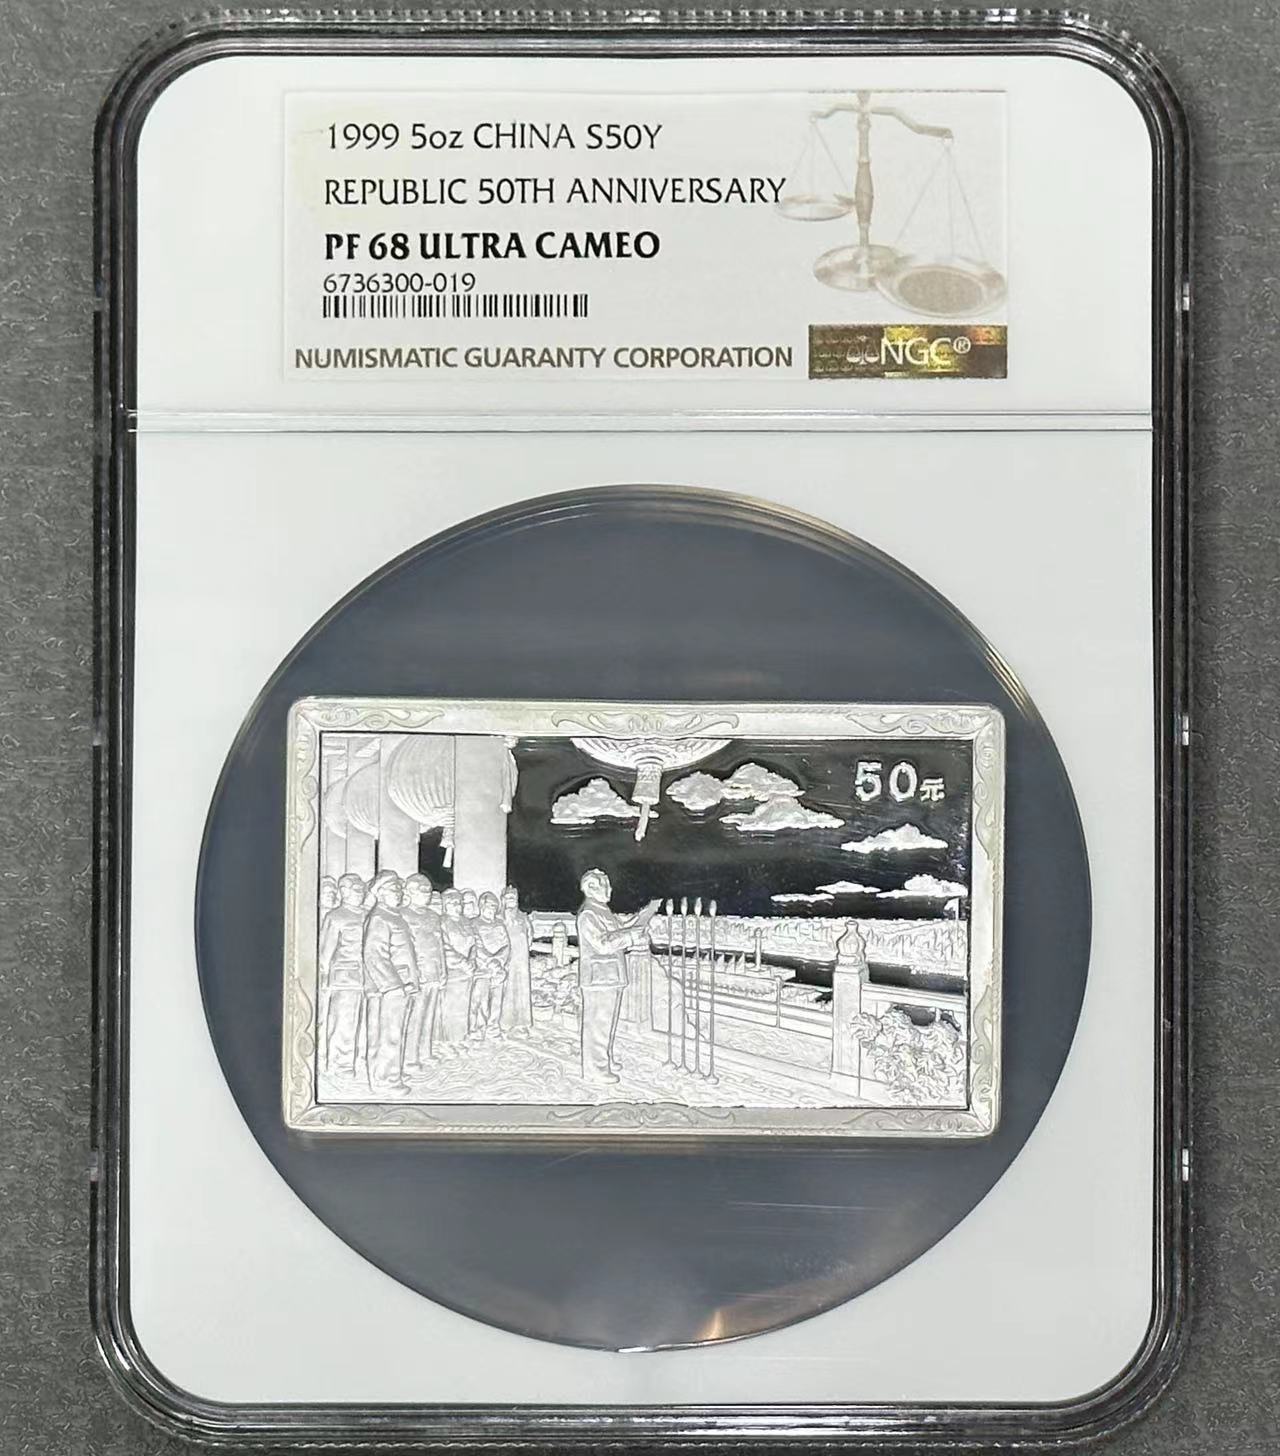 1999 5oz CHINA S50Y
REPUBLIC 50TH ANNIVERSARY
PF 68 ULTRA CAMEO
6736300-019
NUMISMATIC GUARANTY CORPORATION
NGC®
50元